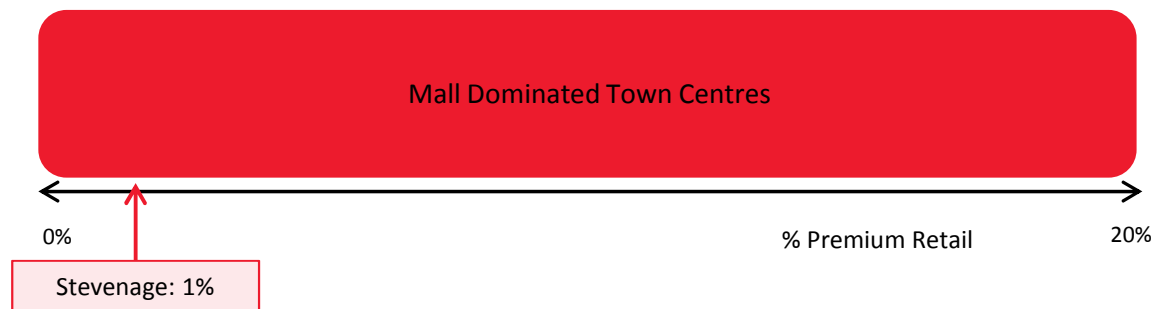 Mall Dominated Town Centres
0%
% Premium Retail
20%
Stevenage: 1%